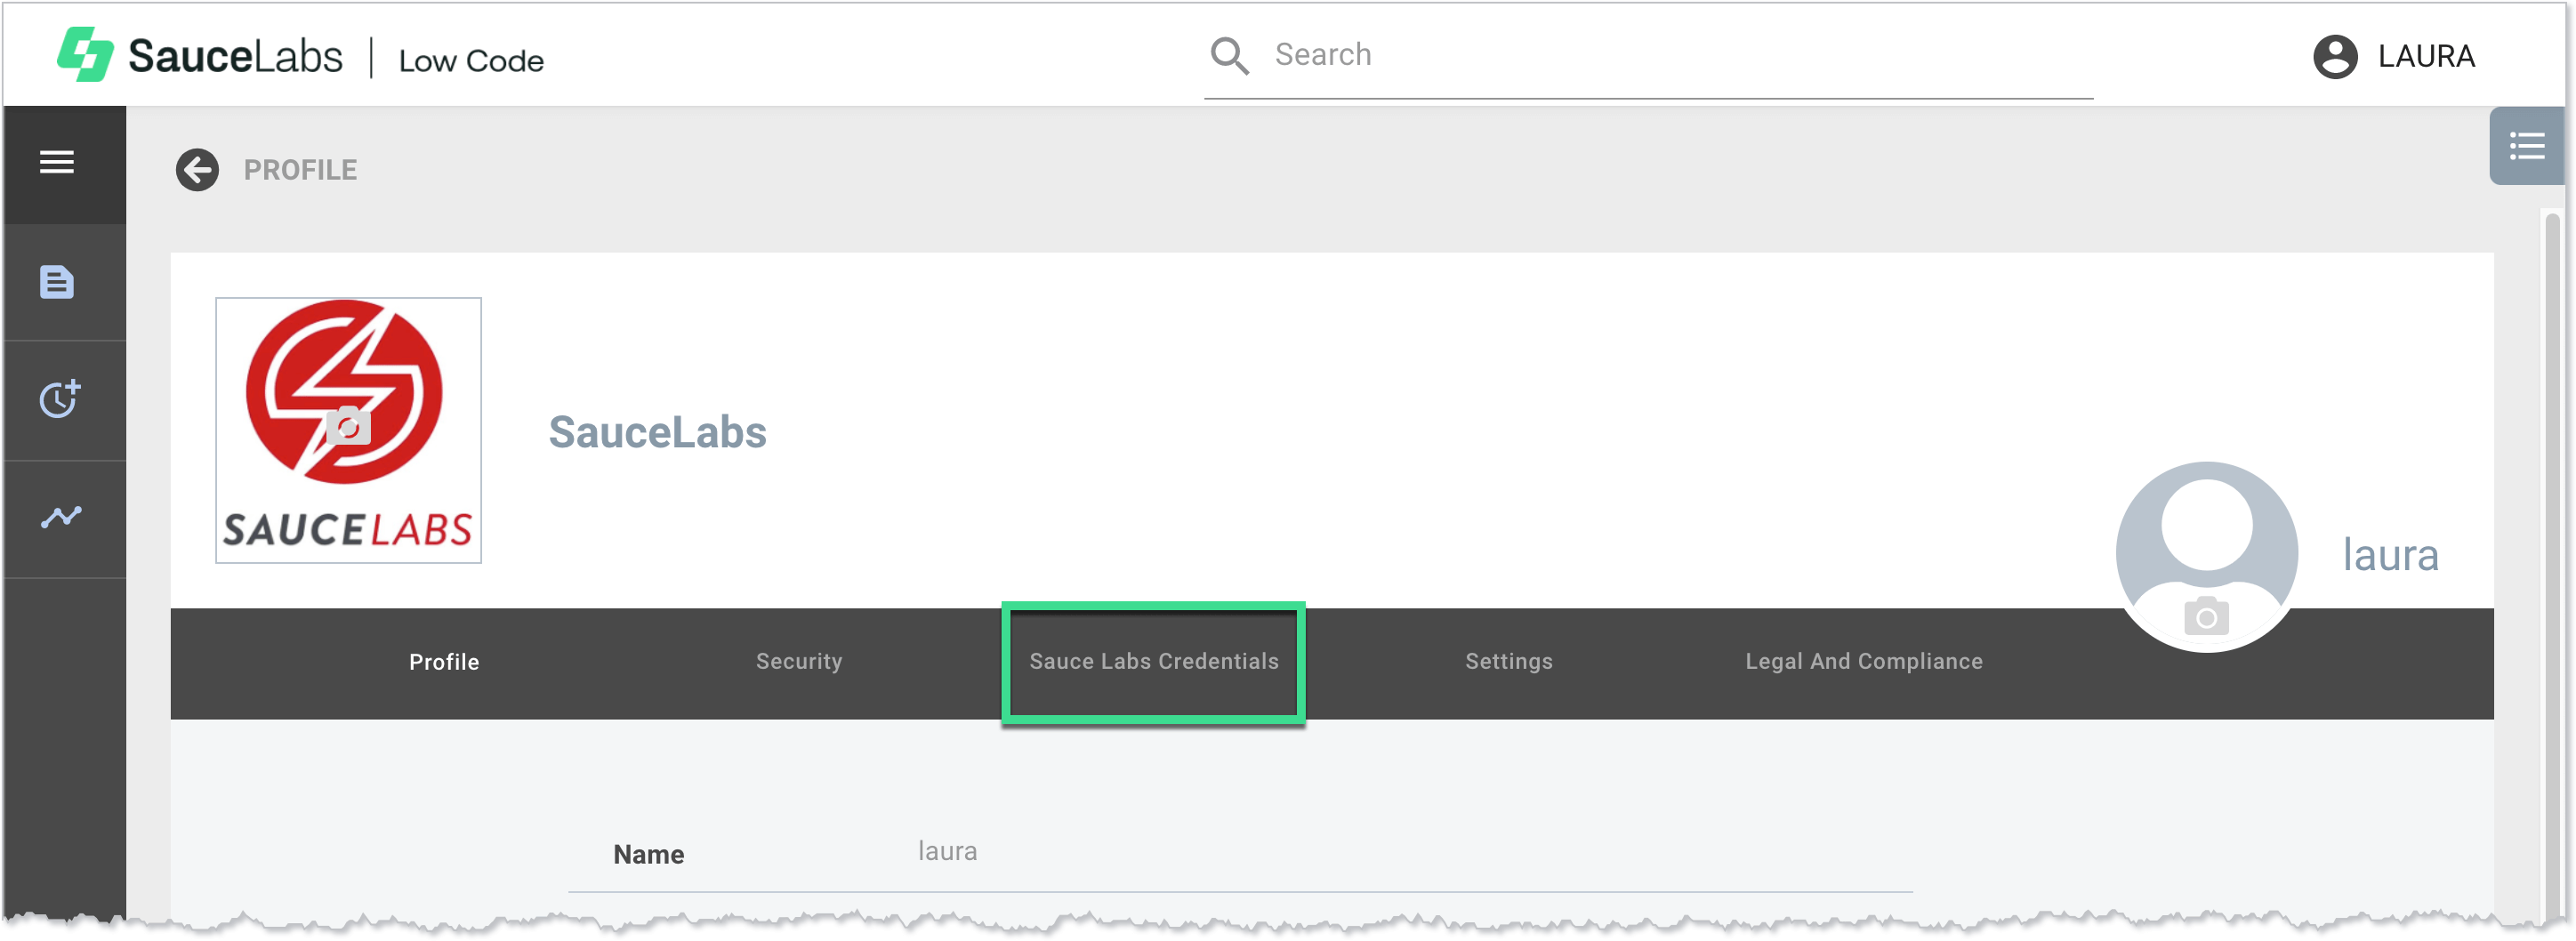 SauceLabs | Low Code
Search
LAURA
PROFILE
SAUCELABS
SauceLabs
laura
Profile
Security
Sauce Labs Credentials
Settings
Legal And Compliance
Name
laura